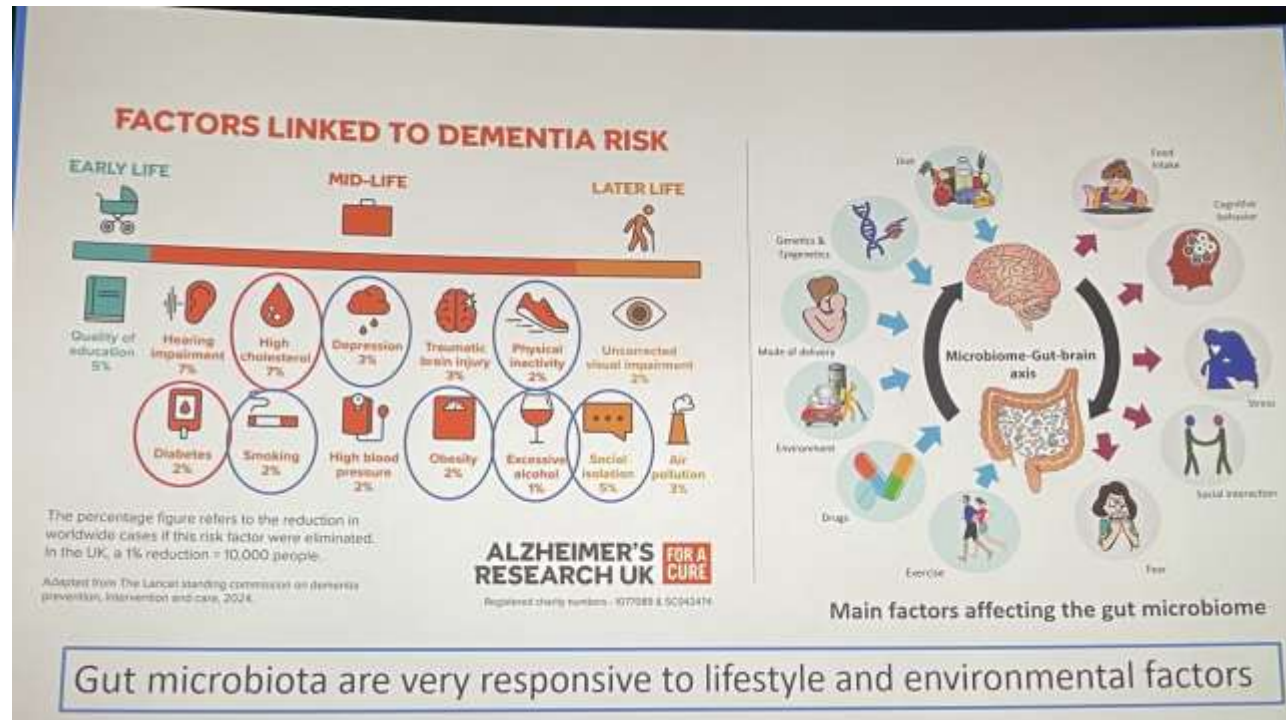 FACTORS LINKED TO DEMENTIA RISK
EARLY LIFE
MID-LIFE
LATER LIFE
Quality of
education
5%
Hearing
impairment
7%
High
cholesterol
7%
Depression
3%
Traumatic
brain injury
3%
Physical
inactivity
2%
Uncorrected
visual impairment
2%
Diabetes
2%
Smoking
2%
High blood
pressure
2%
Obesity
2%
Excessive
alcohol
1%
Social
isolation
5%
Air
pollution
3%
The percentage figure refers to the reduction in
worldwide cases if this risk factor were eliminated.
In the UK, a 1% reduction = 10,000 people.
Adapted from The Lancet standing commission on dementia
prevention, intervention and care, 2024.
ALZHEIMER'S
RESEARCH UK
FOR A
CURE
Registered charity numbers - 1077089 & SC042474
Diet
Genetics &
Epigenetics
Mode of delivery
Environment
Drugs
Exercise
Microbiome-Gut-brain
axis
Food
Intake
Cognitive
behavior
Stress
Social interaction
Fear
Main factors affecting the gut microbiome
Gut microbiota are very responsive to lifestyle and environmental factors